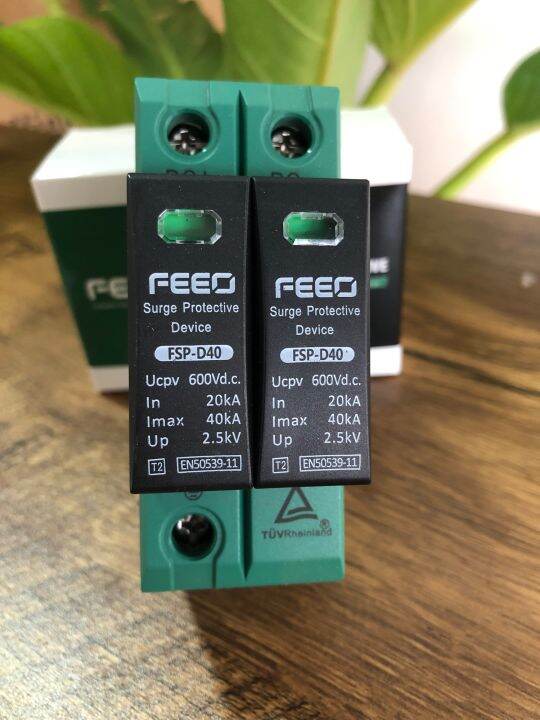 FEEO
Surge Protective
Device
FSP-D40
Ucpv 600Vd.c.
In 20kA
Imax 40kA
Up 2.5kV
T2 EN50539-11
FEEO
Surge Protective
Device
FSP-D40
Ucpv 600Vd.c.
In 20kA
Imax 40kA
Up 2.5kV
T2 EN50539-11
TÜVRheinland®